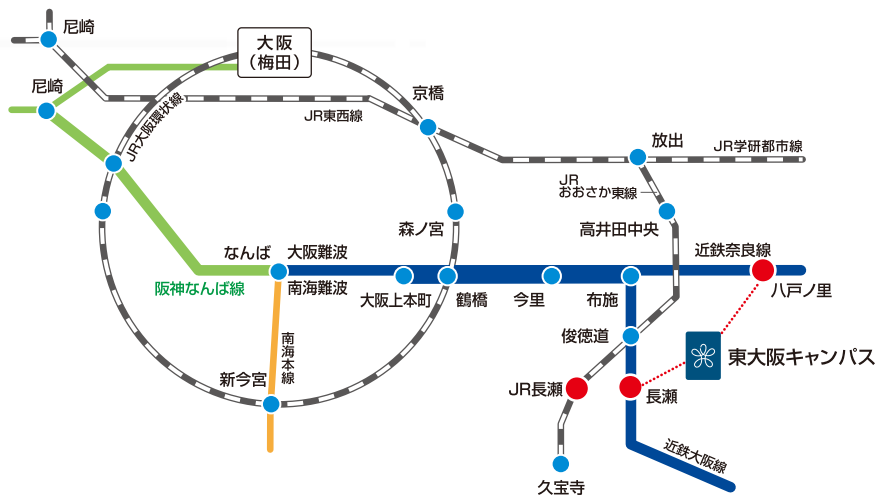 尼崎
大阪
（梅田）
尼崎
京橋
JR大阪環状線
JR東西線
放出
JR学研都市線
JR
おおさか東線
森ノ宮
高井田中央
なんば
大阪難波
近鉄奈良線
阪神なんば線
南海難波
大阪上本町
鶴橋
今里
布施
八戸ノ里
南海本線
俊徳道
東大阪キャンパス
新今宮
JR長瀬
長瀬
近鉄大阪線
久宝寺